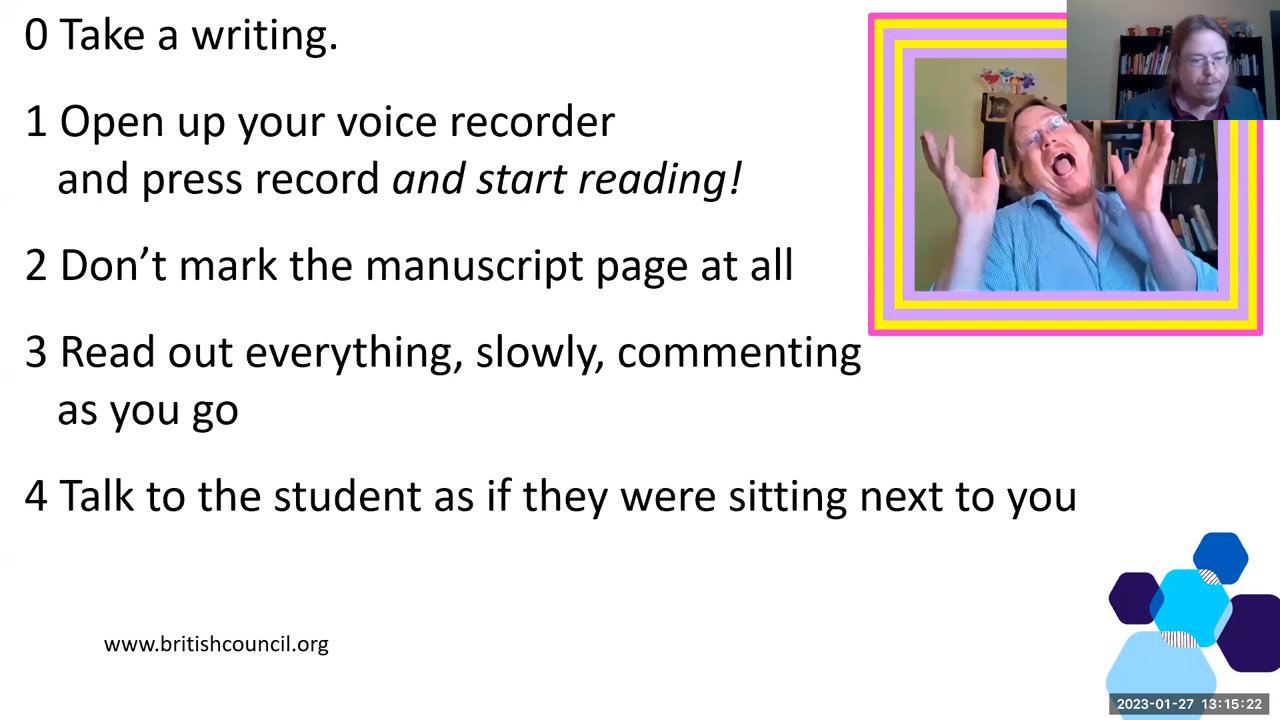 0 Take a writing.
1 Open up your voice recorder
and press record and start reading!
2 Don’t mark the manuscript page at all
3 Read out everything, slowly, commenting
as you go
4 Talk to the student as if they were sitting next to you
www.britishcouncil.org
2023-01-27 13:15:22